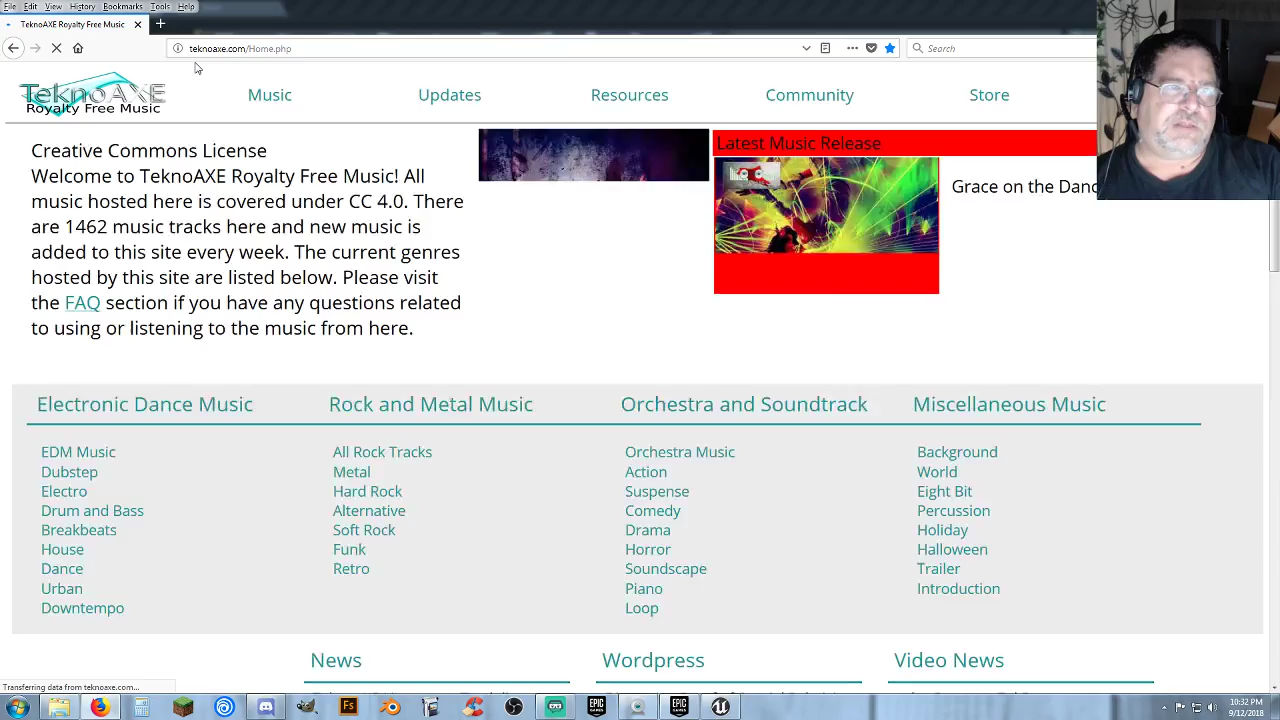 File Edit View History Bookmarks Tools Help
TeknoAXE Royalty Free Music
teknoaxe.com/Home.php
Search
TeknoAXE
Royalty Free Music
Music
Updates
Resources
Community
Store
Creative Commons License
Welcome to TeknoAXE Royalty Free Music! All
music hosted here is covered under CC 4.0. There
are 1462 music tracks here and new music is
added to this site every week. The current genres
hosted by this site are listed below. Please visit
the FAQ section if you have any questions related
to using or listening to the music from here.
Latest Music Release
Grace on the Danc
Electronic Dance Music
EDM Music
Dubstep
Electro
Drum and Bass
Breakbeats
House
Dance
Urban
Downtempo
Rock and Metal Music
All Rock Tracks
Metal
Hard Rock
Alternative
Soft Rock
Funk
Retro
Orchestra and Soundtrack
Orchestra Music
Action
Suspense
Comedy
Drama
Horror
Soundscape
Piano
Loop
Miscellaneous Music
Background
World
Eight Bit
Percussion
Holiday
Halloween
Trailer
Introduction
News
Wordpress
Video News
Transferring data from teknoaxe.com...
Fs
EPIC
GAMES
EPIC
GAMES
10:32 PM
9/12/2018